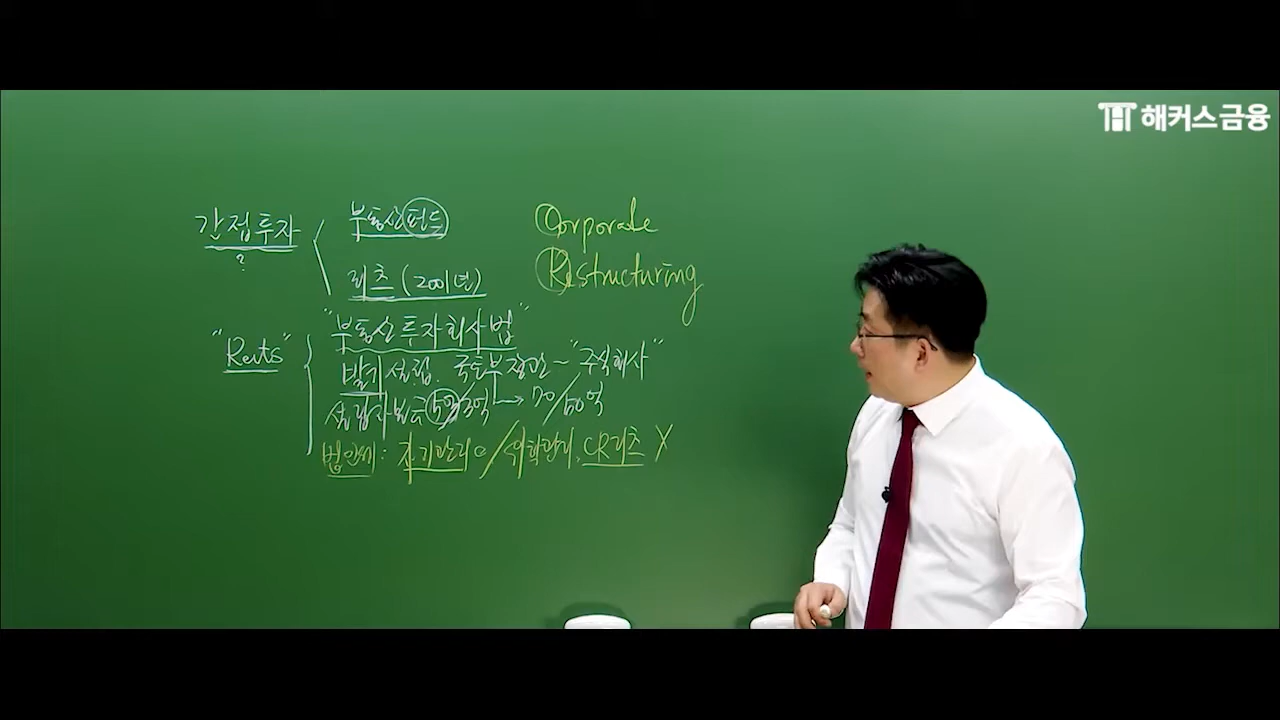 해커스금융
간접투자 < 부동산펀드
?
리츠 (2001년)
Corporate
Restructuring
"Reits" { "부동산투자회사법"
발기설립. 국토부장관 ~ "주식회사"
설립자본금 5억/3억 → 70/50억
법인세 : 자기관리 ○ / 위탁관리, CR리츠 X